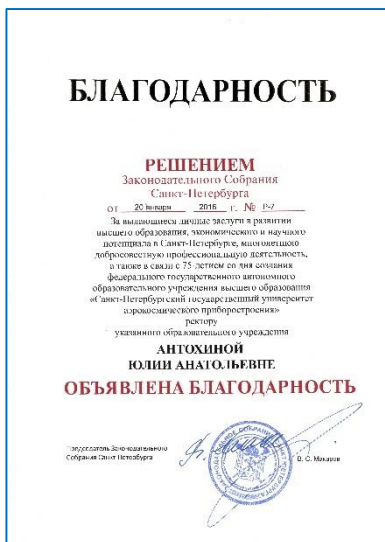 БЛАГОДАРНОСТЬ
РЕШЕНИЕМ
Законодательного Собрания
Санкт-Петербурга
от 20 января 2016 г. № Р-7
За выдающиеся личные заслуги в развитии
высшего образования, экономического и научного
потенциала в Санкт-Петербурге, многолетнюю
добросовестную профессиональную деятельность,
а также в связи с 75-летием со дня создания
федерального государственного автономного
образовательного учреждения высшего образования
«Санкт-Петербургский государственный университет
аэрокосмического приборостроения»
ректору
указанного образовательного учреждения
АНТОХИНОЙ
ЮЛИИ АНАТОЛЬЕВНЕ
ОБЪЯВЛЕНА БЛАГОДАРНОСТЬ
Председатель Законодательного
Собрания Санкт-Петербурга
В. С. Макаров